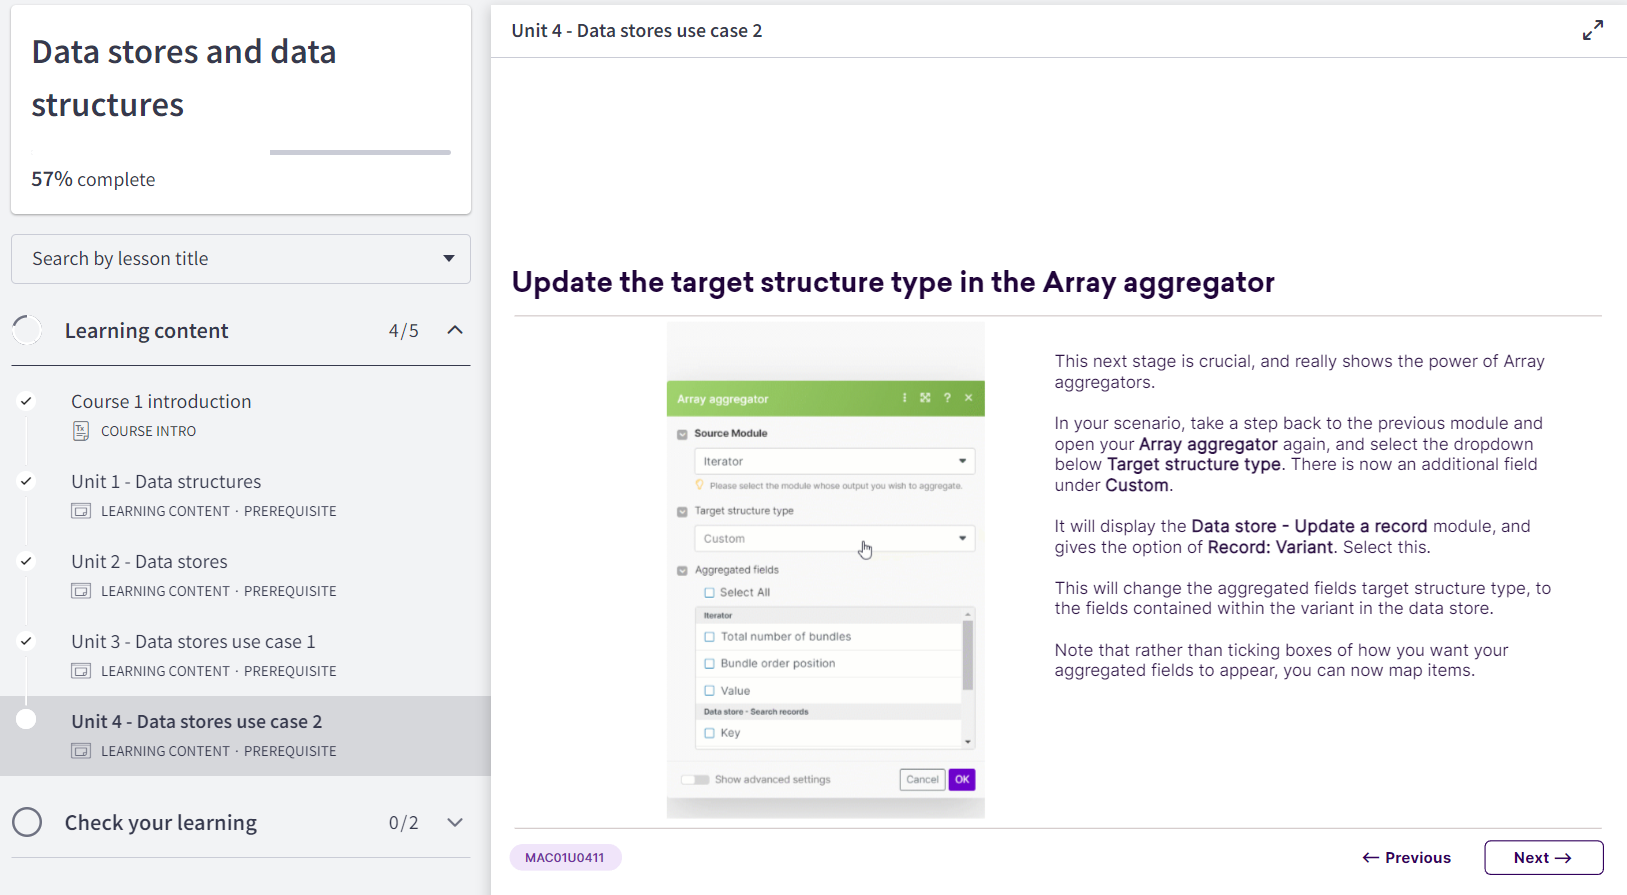 Data stores and data
structures
57% complete
Search by lesson title
Learning content 4/5
Course 1 introduction
Tx COURSE INTRO
Unit 1 - Data structures
LEARNING CONTENT · PREREQUISITE
Unit 2 - Data stores
LEARNING CONTENT · PREREQUISITE
Unit 3 - Data stores use case 1
LEARNING CONTENT · PREREQUISITE
Unit 4 - Data stores use case 2
LEARNING CONTENT · PREREQUISITE
Check your learning 0/2
Unit 4 - Data stores use case 2
Update the target structure type in the Array aggregator
Array aggregator ?
Source Module
Iterator
Please select the module whose output you wish to aggregate.
Target structure type
Custom
Aggregated fields
Select All
Iterator
Total number of bundles
Bundle order position
Value
Data store - Search records
Key
Show advanced settings Cancel OK
This next stage is crucial, and really shows the power of Array
aggregators.
In your scenario, take a step back to the previous module and
open your Array aggregator again, and select the dropdown
below Target structure type. There is now an additional field
under Custom.
It will display the Data store - Update a record module, and
gives the option of Record: Variant. Select this.
This will change the aggregated fields target structure type, to
the fields contained within the variant in the data store.
Note that rather than ticking boxes of how you want your
aggregated fields to appear, you can now map items.
MAC01U0411
← Previous
Next →